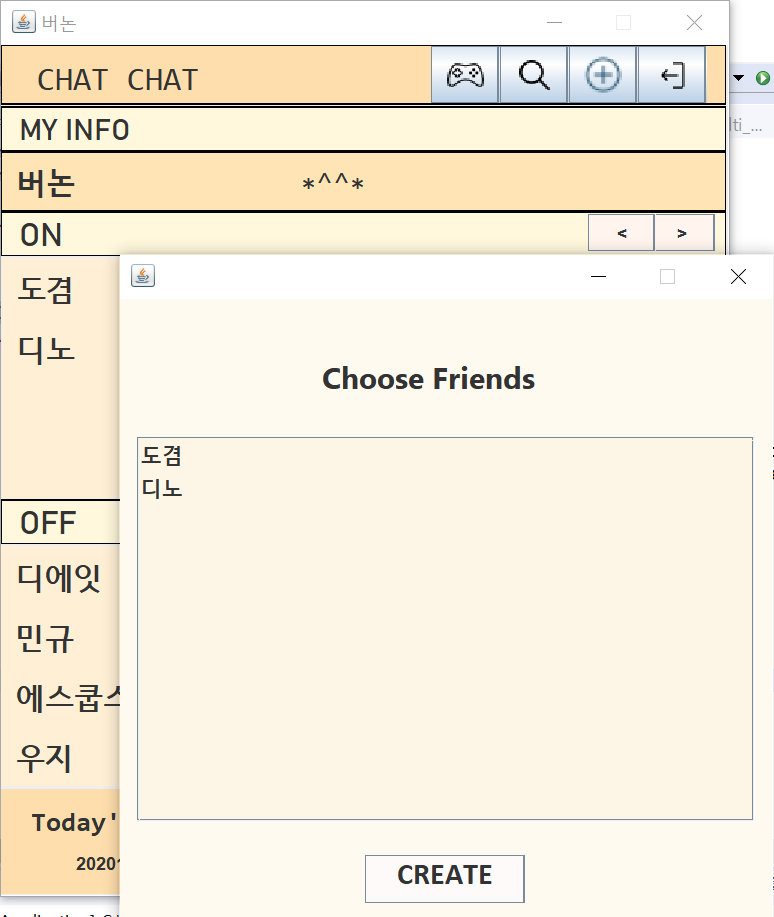 버논
CHAT CHAT
MY INFO
버논 *^^*
ON < >
도겸
디노
Choose Friends
도겸
디노
OFF
디에잇
민규
우지
Today'
CREATE